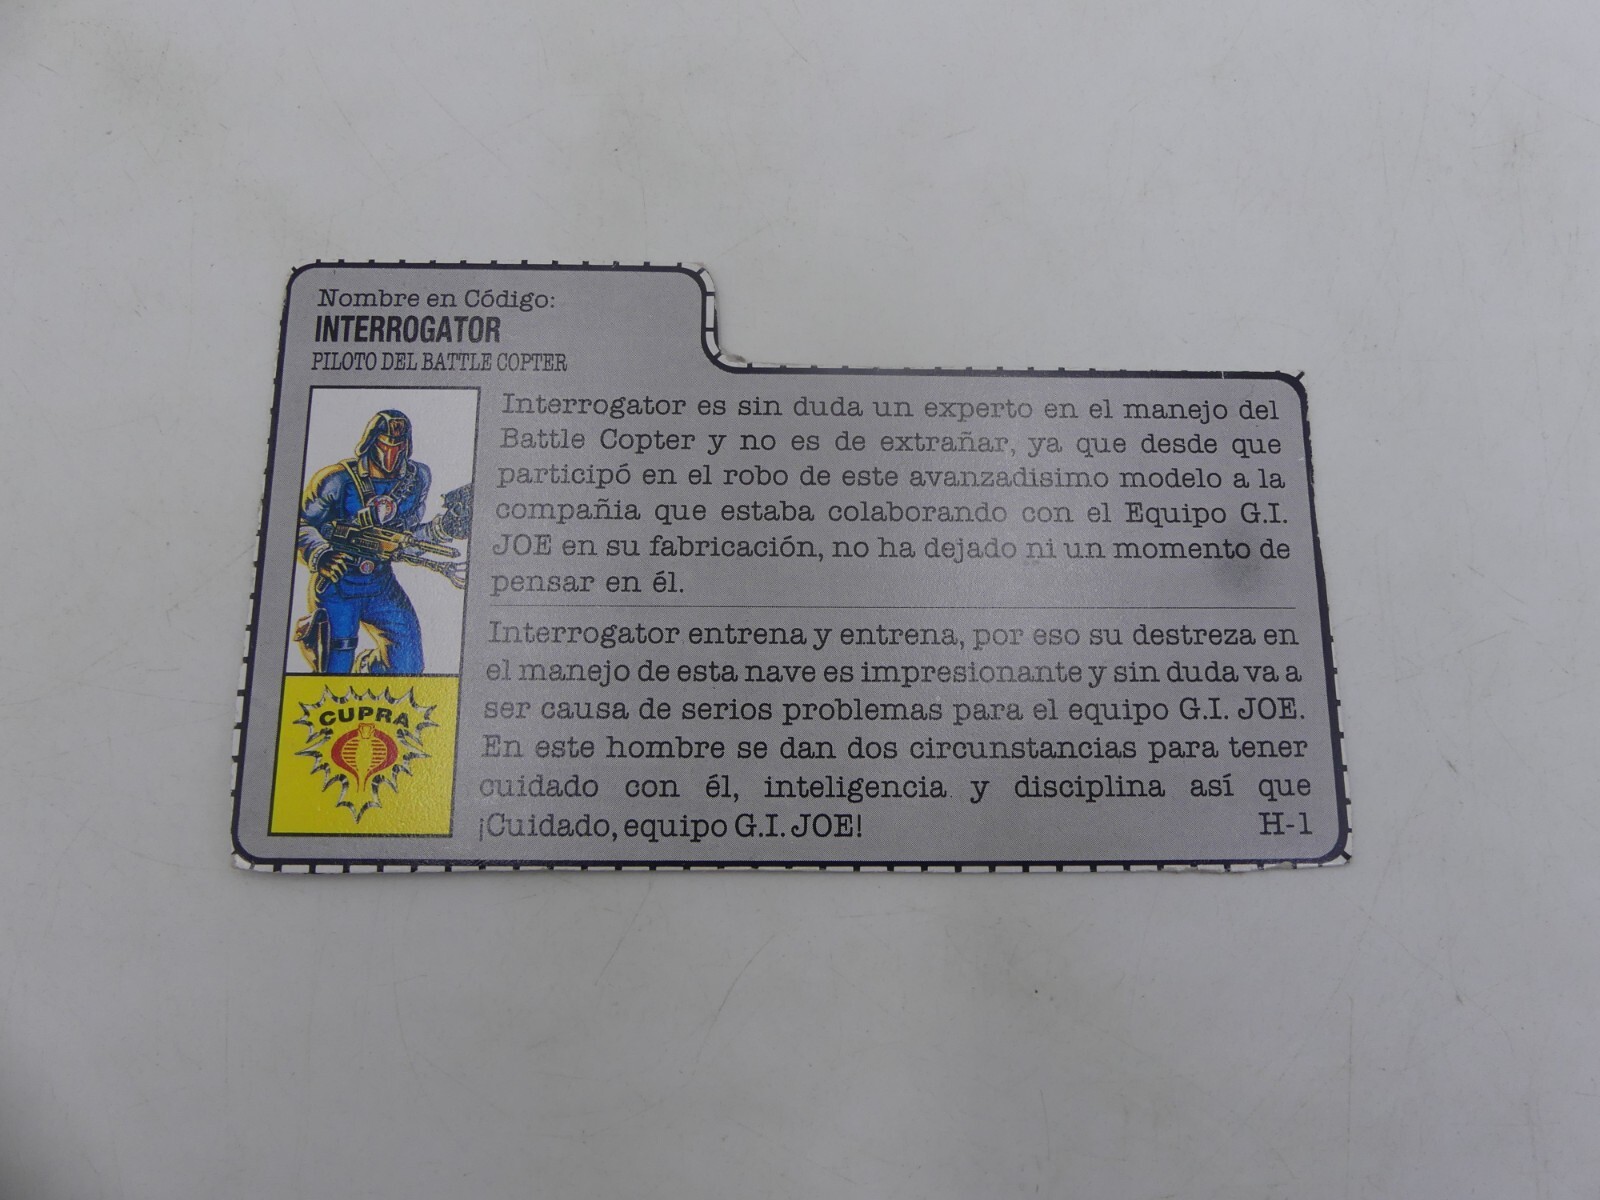 Nombre en Código:
INTERROGATOR
PILOTO DEL BATTLE COPTER
Interrogator es sin duda un experto en el manejo del
Battle Copter y no es de extrañar, ya que desde que
participó en el robo de este avanzadisimo modelo a la
compañia que estaba colaborando con el Equipo G.I.
JOE en su fabricación, no ha dejado ni un momento de
pensar en él.
Interrogator entrena y entrena, por eso su destreza en
el manejo de esta nave es impresionante y sin duda va a
ser causa de serios problemas para el equipo G.I. JOE.
En este hombre se dan dos circunstancias para tener
cuidado con él, inteligencia y disciplina así que
¡Cuidado, equipo G.I. JOE!
H-1
CUPRA